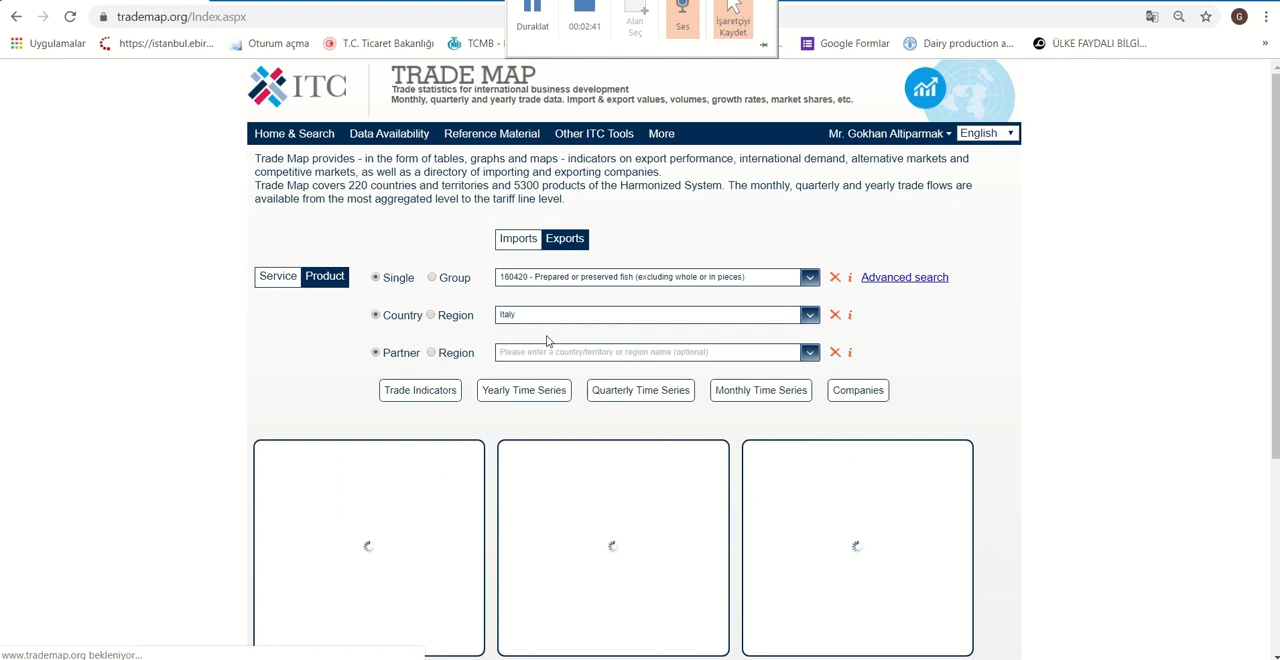 trademap.org/Index.aspx
Duraklat
00:02:41
Alan Seç
Ses
İşaretçiyi Kaydet
G
Uygulamalar
https://istanbul.ebir...
Oturum açma
T.C. Ticaret Bakanlığı
TCMB -
Google Formlar
Dairy production a...
ÜLKE FAYDALI BİLGİ...
»
ITC
TRADE MAP
Trade statistics for international business development
Monthly, quarterly and yearly trade data. Import & export values, volumes, growth rates, market shares, etc.
Home & Search Data Availability Reference Material Other ITC Tools More Mr. Gokhan Altiparmak English
Trade Map provides - in the form of tables, graphs and maps - indicators on export performance, international demand, alternative markets and
competitive markets, as well as a directory of importing and exporting companies.
Trade Map covers 220 countries and territories and 5300 products of the Harmonized System. The monthly, quarterly and yearly trade flows are
available from the most aggregated level to the tariff line level.
Imports Exports
Service Product Single Group 160420 - Prepared or preserved fish (excluding whole or in pieces) i Advanced search
Country Region Italy i
Partner Region Please enter a country/territory or region name (optional) i
Trade Indicators Yearly Time Series Quarterly Time Series Monthly Time Series Companies
www.trademap.org bekleniyor...